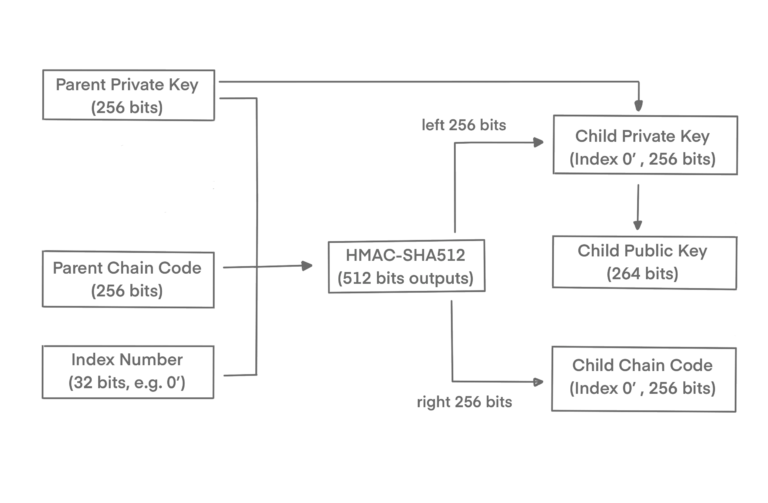 Parent Private Key
(256 bits)
left 256 bits
Child Private Key
(Index 0′ , 256 bits)
Parent Chain Code
(256 bits)
HMAC-SHA512
(512 bits outputs)
Child Public Key
(264 bits)
Index Number
(32 bits, e.g. 0′)
Child Chain Code
(Index 0′ , 256 bits)
right 256 bits